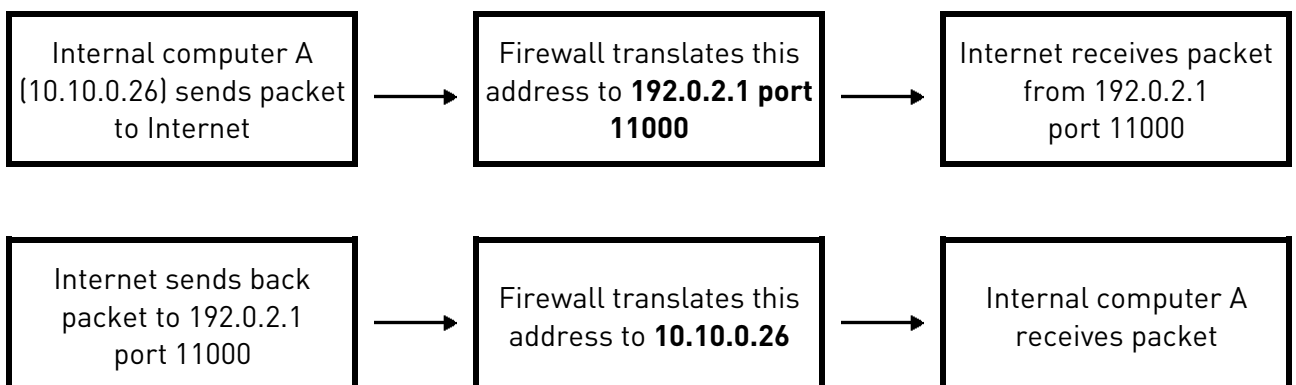 Internal computer A
(10.10.0.26) sends packet
to Internet
Firewall translates this
address to 192.0.2.1 port
11000
Internet receives packet
from 192.0.2.1
port 11000
Internet sends back
packet to 192.0.2.1
port 11000
Firewall translates this
address to 10.10.0.26
Internal computer A
receives packet